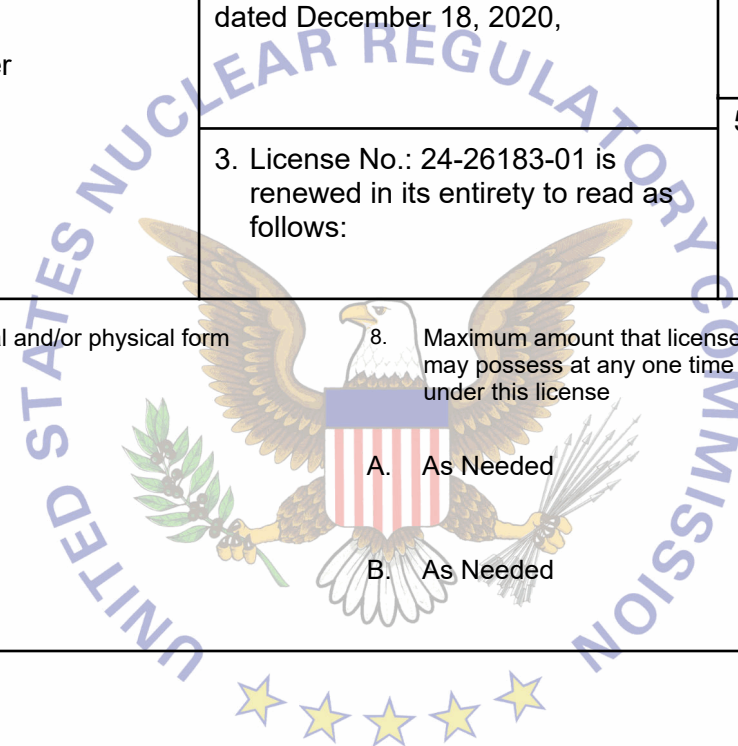 dated December 18, 2020,
er
3. License No.: 24-26183-01 is
renewed in its entirety to read as
follows:
5
l and/or physical form
8. Maximum amount that license
may possess at any one time
under this license
A. As Needed
B. As Needed
UNITED STATES NUCLEAR REGULATORY COMMISSION